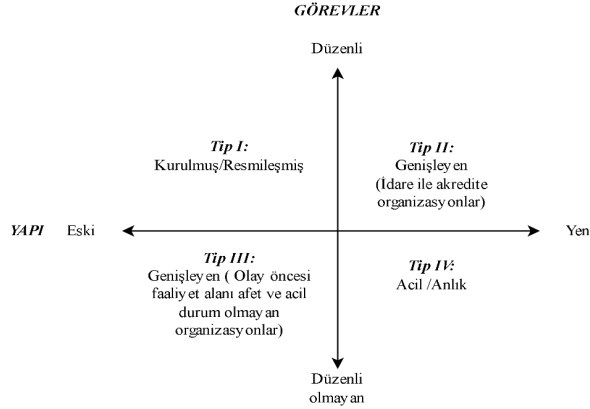 GÖREVLER
Düzenli
Tip I:
Kurulmuş/Resmileşmiş
Tip II:
Genişleyen
(İdare ile akredite
organizasyonlar)
YAPI
Eski
Yen
Tip III:
Genişleyen ( Olay öncesi
faaliyet alanı afet ve acil
durum olmayan
organizasyonlar)
Tip IV:
Acil /Anlık
Düzenli
olmayan